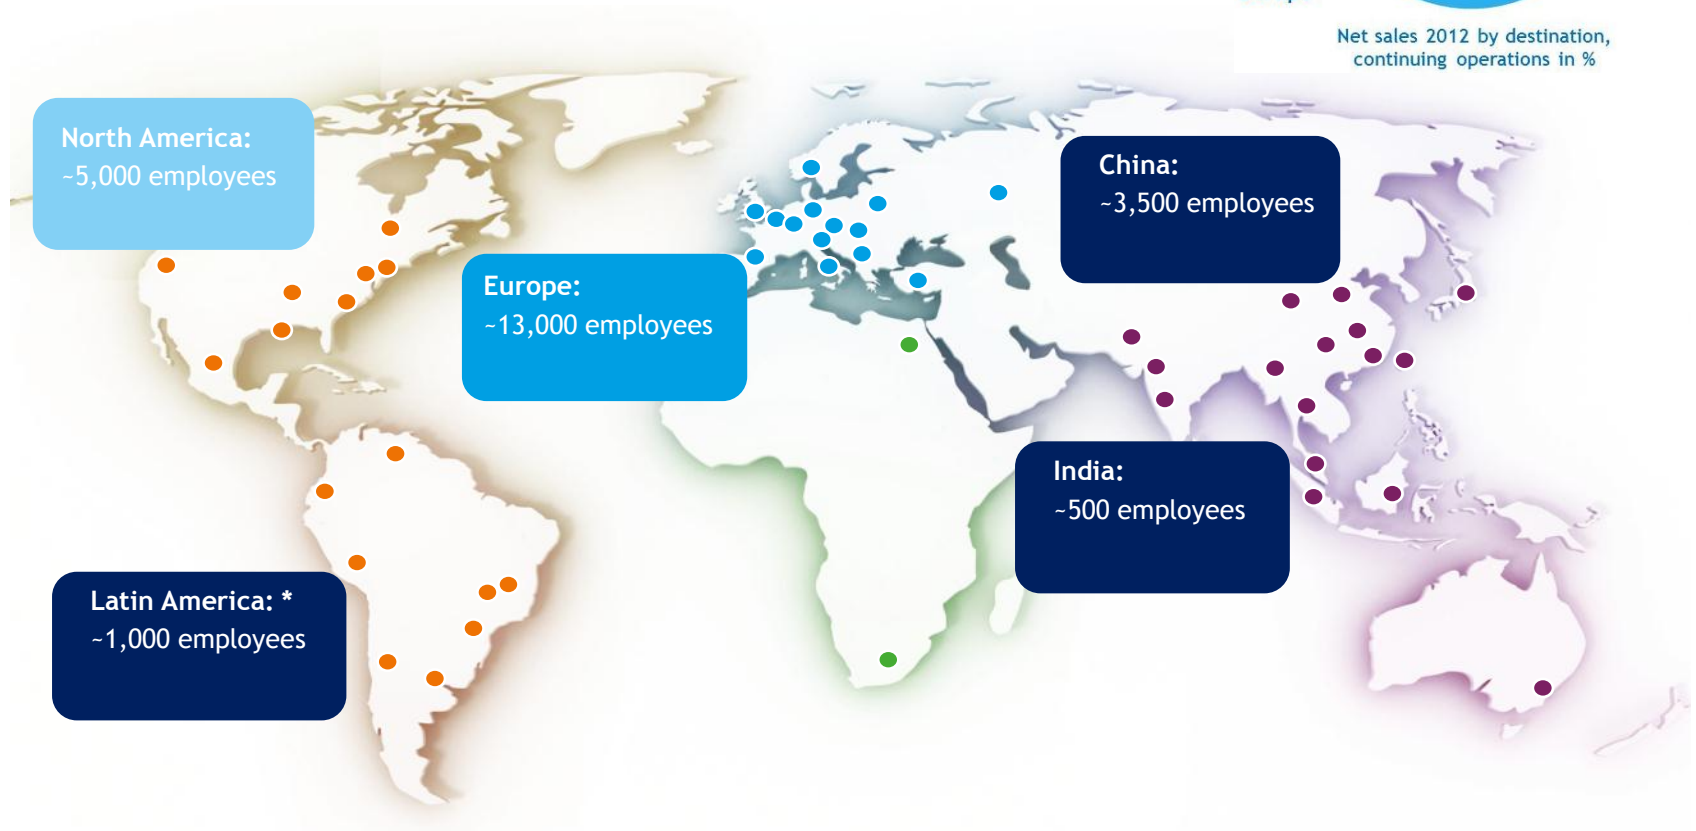 Net sales 2012 by destination,
continuing operations in %
North America:
~5,000 employees
China:
~3,500 employees
Europe:
~13,000 employees
India:
~500 employees
Latin America: *
~1,000 employees